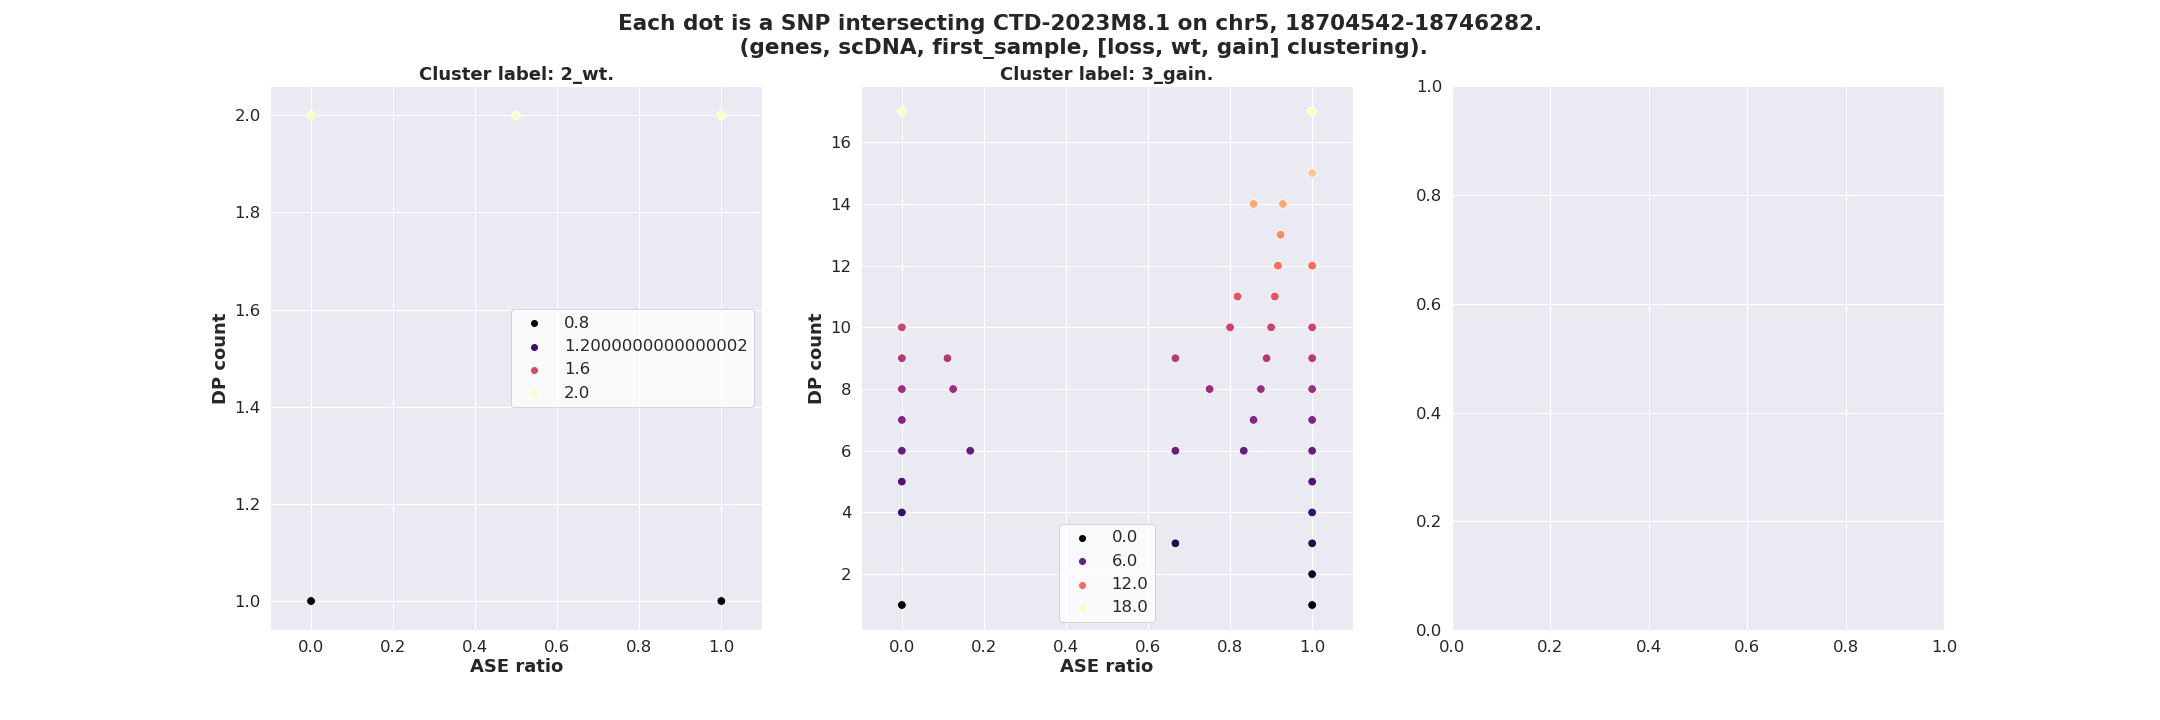 Each dot is a SNP intersecting CTD-2023M8.1 on chr5, 18704542-18746282.
(genes, scDNA, first_sample, [loss, wt, gain] clustering).
Cluster label: 2_wt.
DP count
2.0
1.8
1.6
1.4
1.2
1.0
0.8
1.2000000000000002
1.6
2.0
0.0 0.2 0.4 0.6 0.8 1.0
ASE ratio
Cluster label: 3_gain.
DP count
16
14
12
10
8
6
4
2
0.0
6.0
12.0
18.0
0.0 0.2 0.4 0.6 0.8 1.0
ASE ratio
1.0
0.8
0.6
0.4
0.2
0.0
0.0 0.2 0.4 0.6 0.8 1.0